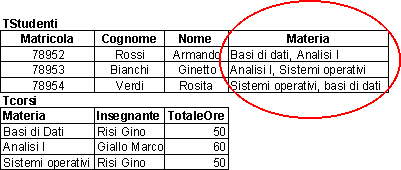 TStudenti
Matricola Cognome Nome Materia
78952 Rossi Armando Basi di dati, Analisi I
78953 Bianchi Ginetto Analisi I, Sistemi operativi
78954 Verdi Rosita Sistemi operativi, basi di dati
Tcorsi
Materia Insegnante TotaleOre
Basi di Dati Risi Gino 50
Analisi I Giallo Marco 60
Sistemi operativi Risi Gino 50